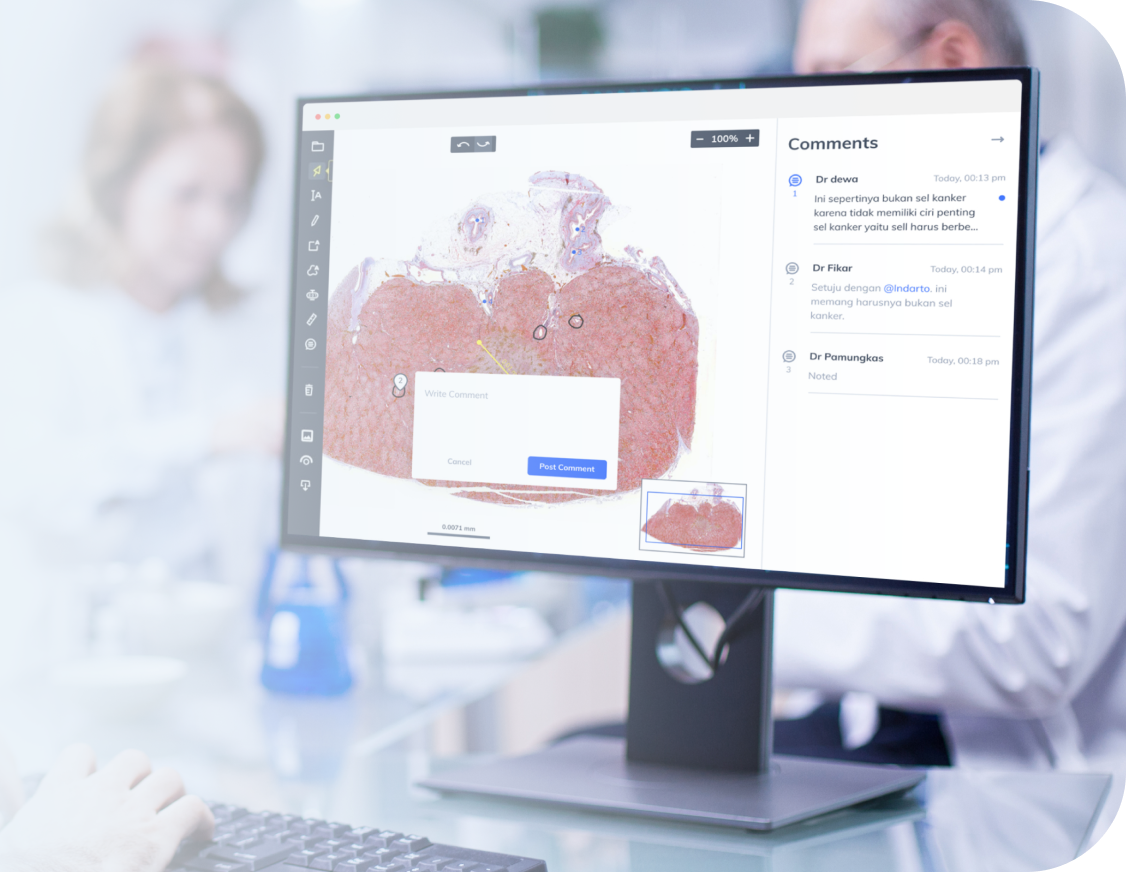 100%
Comments
1
Dr dewa
Today, 00:13 pm
Ini sepertinya bukan sel kanker
karena tidak memiliki ciri penting
sel kanker yaitu sell harus berbe...
2
Dr Fikar
Today, 00:14 pm
Setuju dengan @Indarto. ini
memang harusnya bukan sel
kanker.
3
Dr Pamungkas
Today, 00:18 pm
Noted
2
Write Comment
Cancel
Post Comment
0.0071 mm